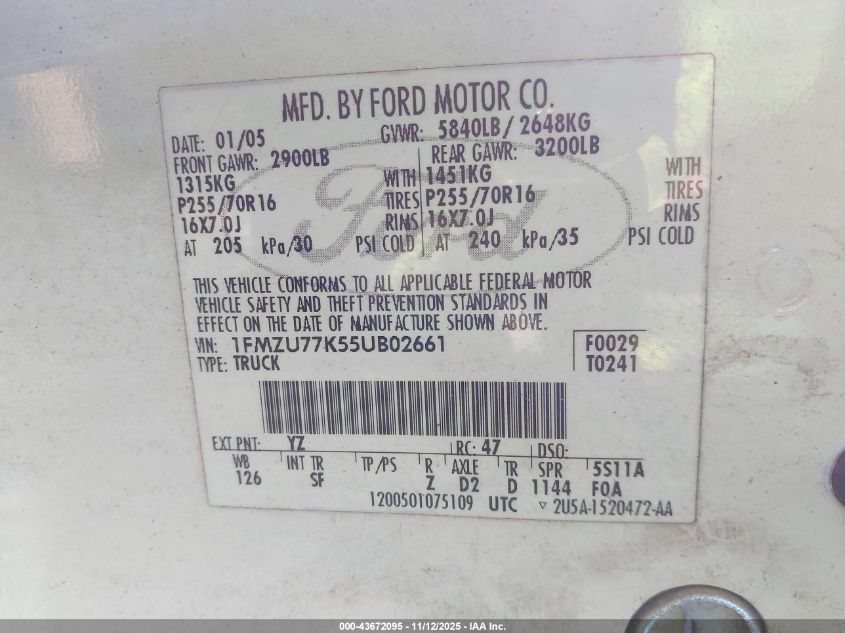 MFD. BY FORD MOTOR CO.
DATE: 01/05 GVWR: 5840LB/ 2648KG
FRONT GAWR: 2900LB REAR GAWR: 3200LB
1315KG WITH 1451KG WITH
P255/70R16 TIRES P255/70R16 TIRES
16X7.0J RIMS 16X7.0J RIMS
AT 205 kPa/30 PSI COLD AT 240 kPa/35 PSI COLD
Ford
THIS VEHICLE CONFORMS TO ALL APPLICABLE FEDERAL MOTOR
VEHICLE SAFETY AND THEFT PREVENTION STANDARDS IN
EFFECT ON THE DATE OF MANUFACTURE SHOWN ABOVE.
VIN: 1FMZU77K55UB02661 F0029
TYPE: TRUCK T0241
EXT PNT: YZ RC: 47 DSO:
WB INT TR TP/PS R AXLE TR SPR 5S11A
126 SF Z D2 D 1144 F0A
1200501075109 UTC ▽ 2U5A-1520472-AA
000-43672095 - 11/12/2025 - IAA Inc.